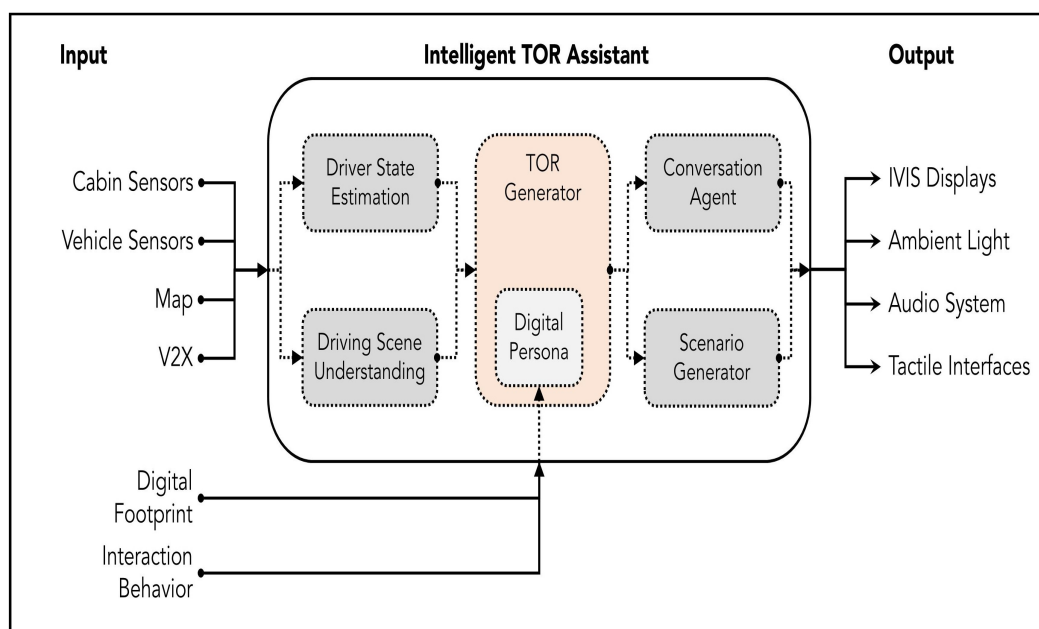 Input
Intelligent TOR Assistant
Output
Cabin Sensors
Vehicle Sensors
Map
V2X
Digital
Footprint
Interaction
Behavior
Driver State
Estimation
Driving Scene
Understanding
TOR
Generator
Digital
Persona
Conversation
Agent
Scenario
Generator
IVIS Displays
Ambient Light
Audio System
Tactile Interfaces